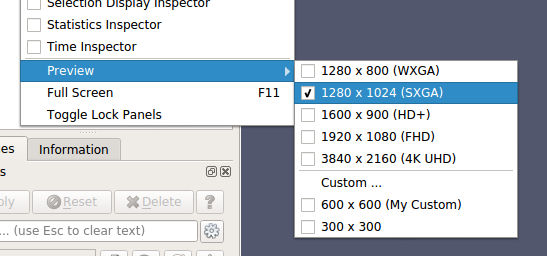 Selection Display Inspector
Statistics Inspector
Time Inspector
Preview
Full Screen F11
Toggle Lock Panels
1280 x 800 (WXGA)
1280 x 1024 (SXGA)
1600 x 900 (HD+)
1920 x 1080 (FHD)
3840 x 2160 (4K UHD)
Custom ...
600 x 600 (My Custom)
300 x 300
Information
Reset
Delete
?
... (use Esc to clear text)